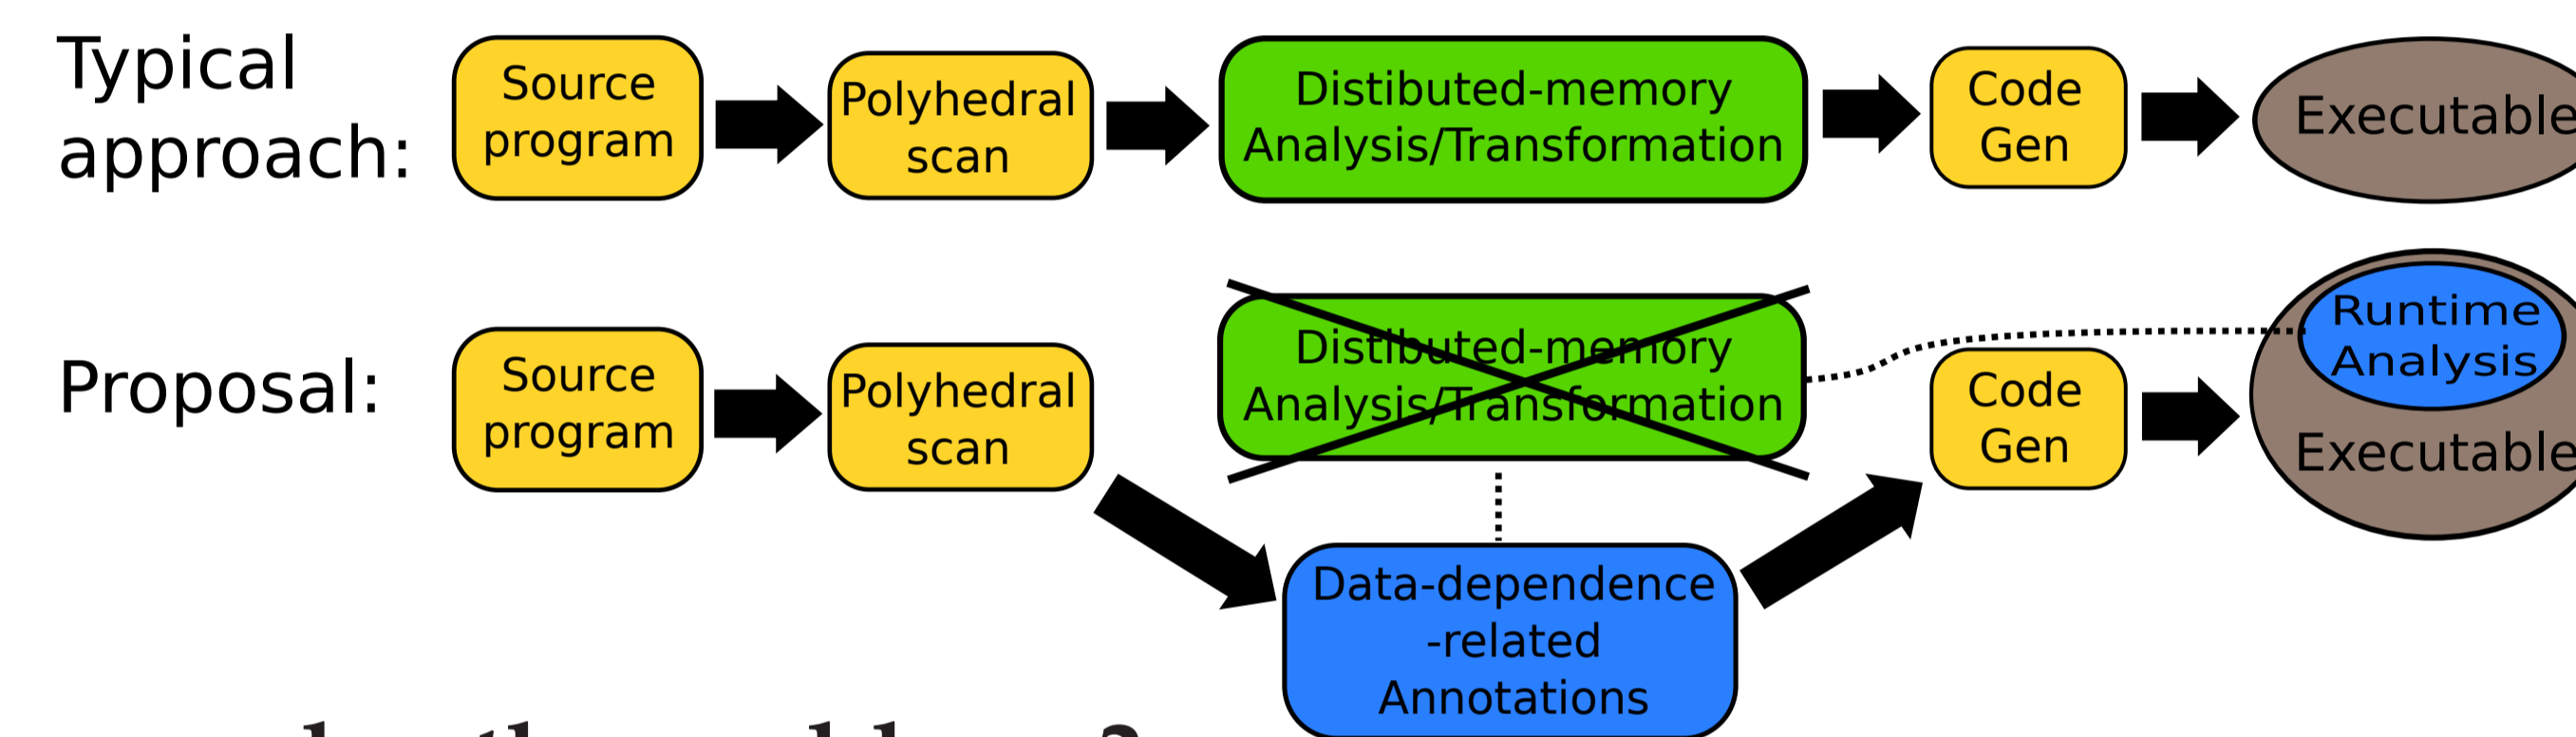 Typical
approach:
Source
program
Polyhedral
scan
Distibuted-memory
Analysis/Transformation
Code
Gen
Executable
Proposal:
Source
program
Polyhedral
scan
Distibuted-memory
Analysis/Transformation
Code
Gen
Runtime
Analysis
Executable
Data-dependence
-related
Annotations